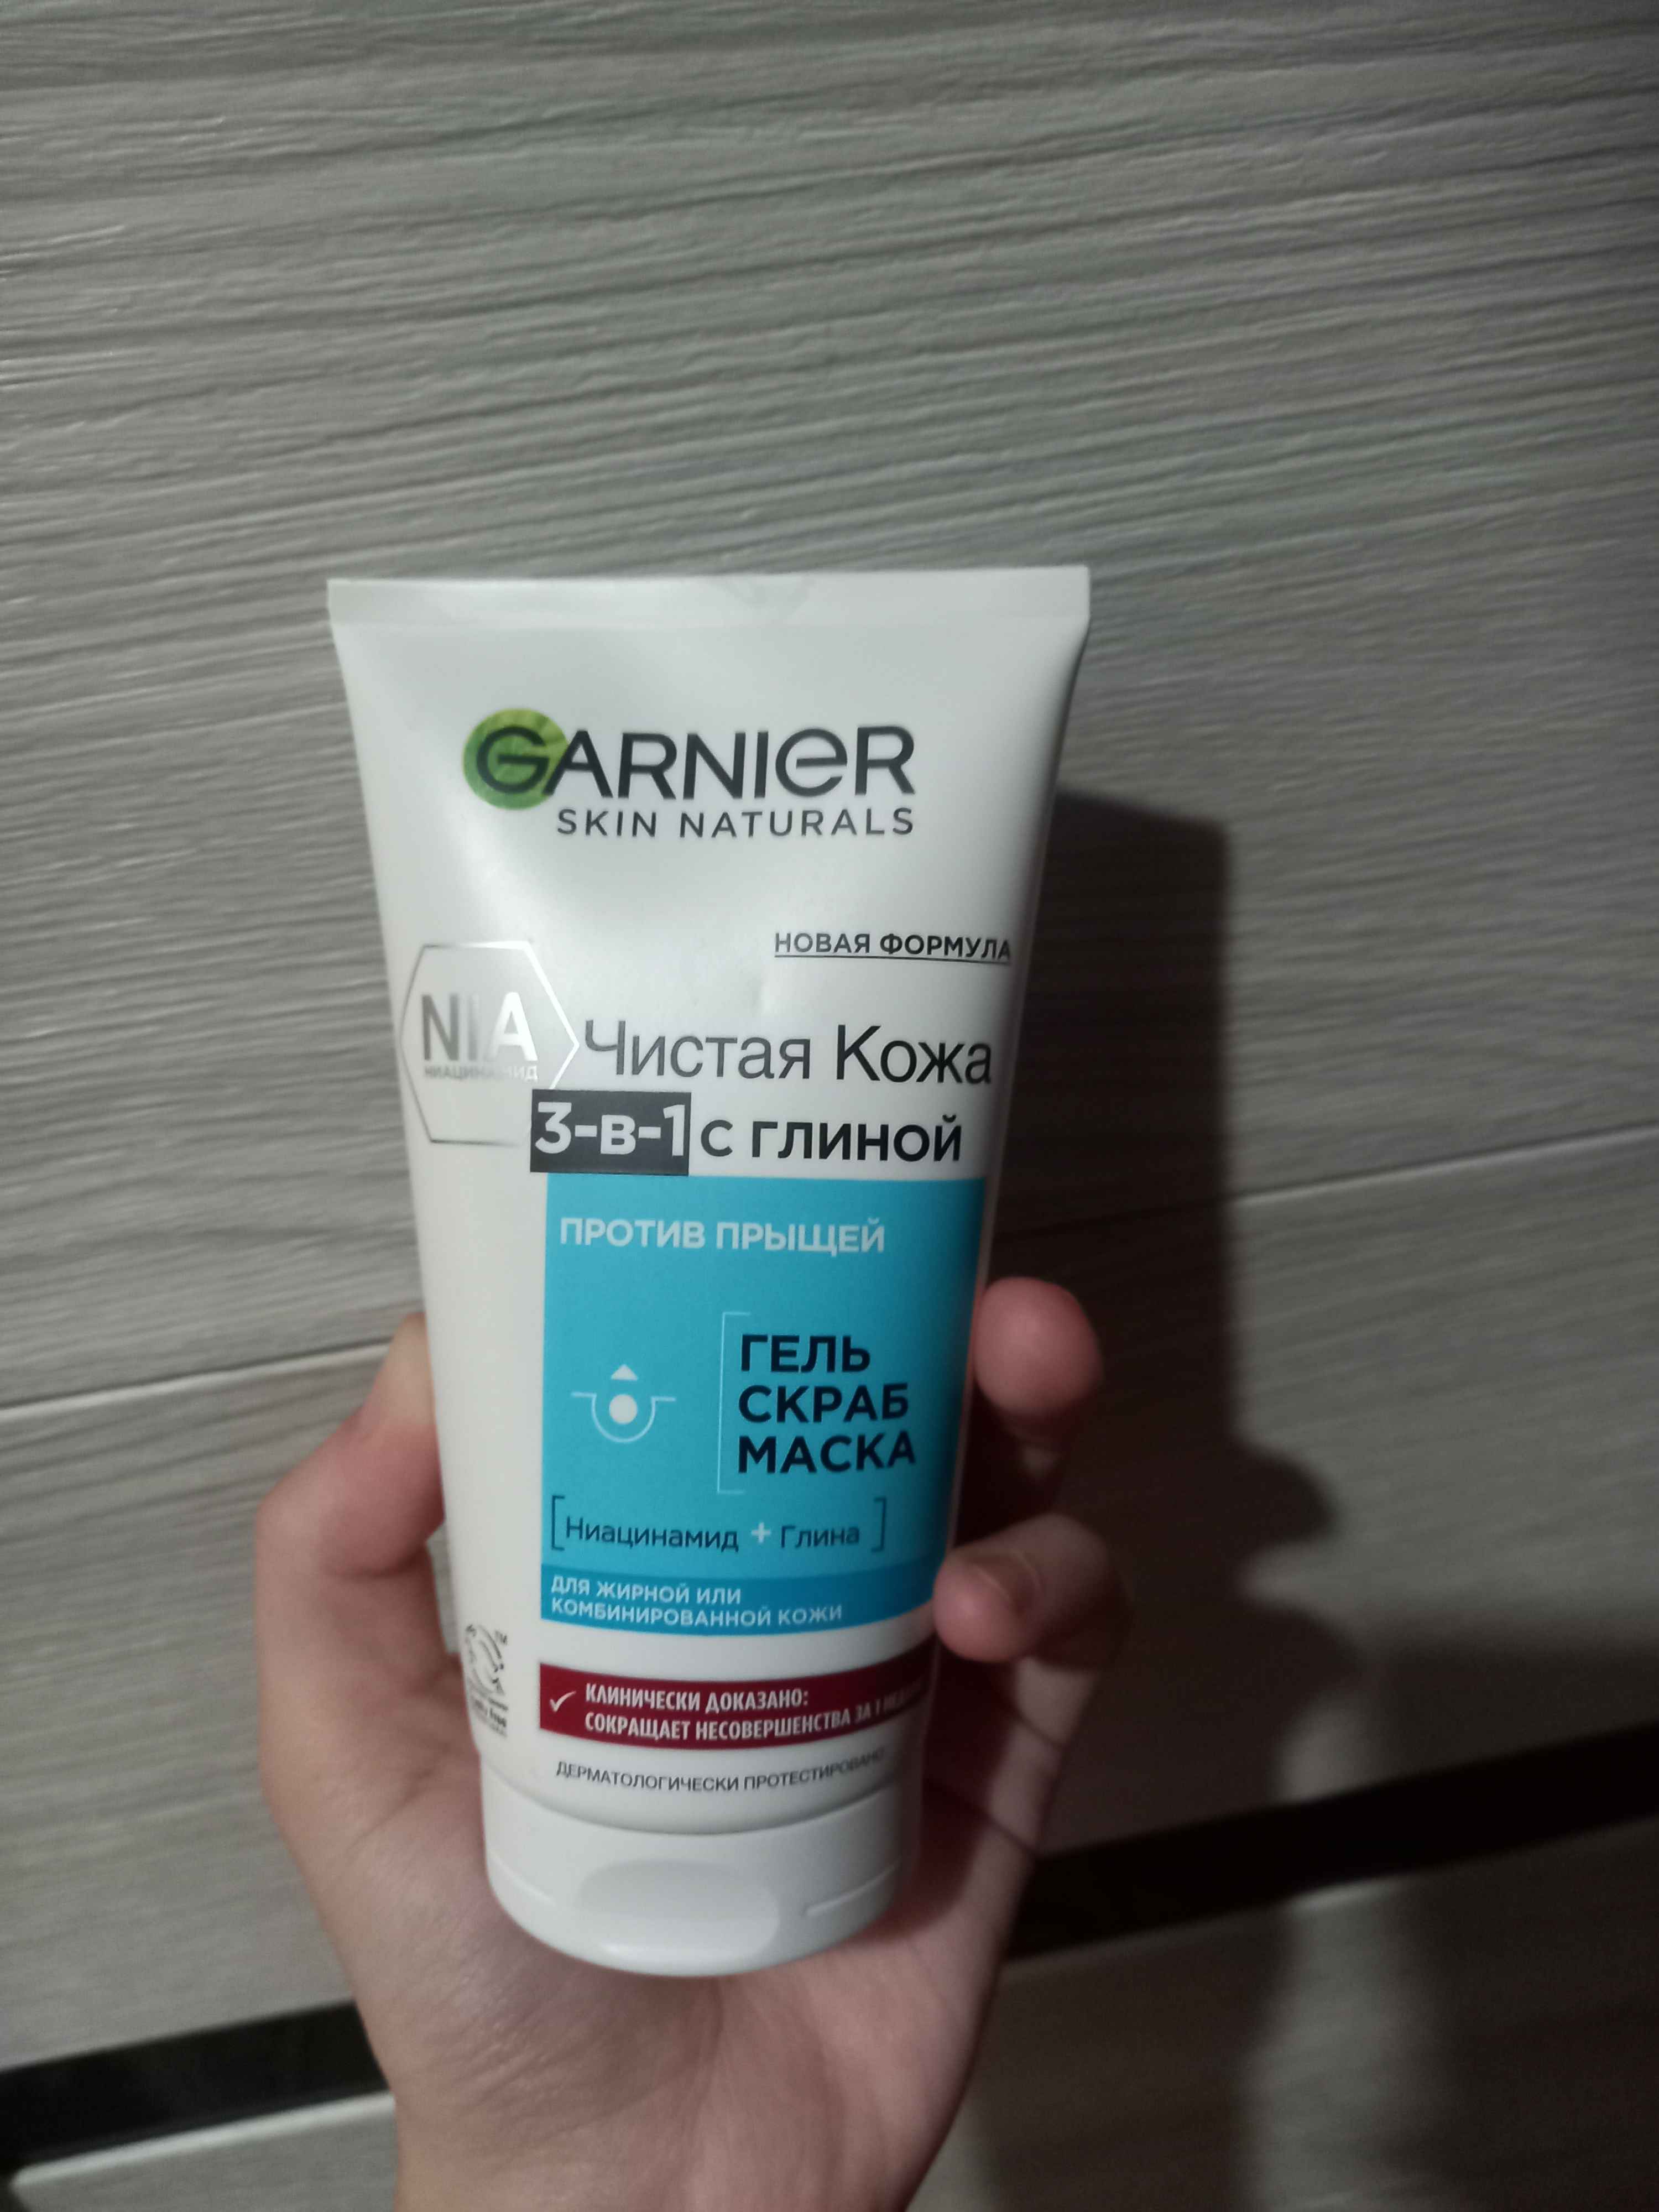 GARNIER
SKIN NATURALS
НОВАЯ ФОРМУЛА
NIA
НИАЦИНАМИД
Чистая Кожа
3-в-1 с глиной
ПРОТИВ ПРЫЩЕЙ
ГЕЛЬ
СКРАБ
МАСКА
Ниацинамид + Глина
ДЛЯ ЖИРНОЙ ИЛИ
КОМБИНИРОВАННОЙ КОЖИ
КЛИНИЧЕСКИ ДОКАЗАНО:
СОКРАЩАЕТ НЕСОВЕРШЕНСТВА ЗА 1
ДЕРМАТОЛОГИЧЕСКИ ПРОТЕСТИРОВАНО